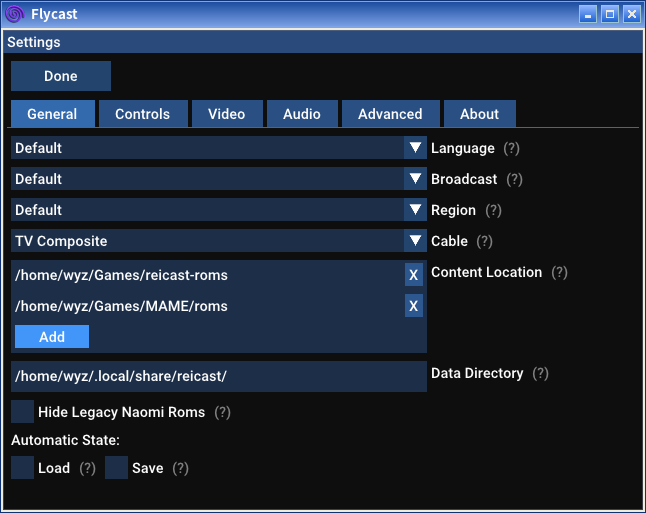 Flycast
Settings
Done
General Controls Video Audio Advanced About
Default Language (?)
Default Broadcast (?)
Default Region (?)
TV Composite Cable (?)
/home/wyz/Games/reicast-roms X Content Location (?)
/home/wyz/Games/MAME/roms X
Add
/home/wyz/.local/share/reicast/ Data Directory (?)
Hide Legacy Naomi Roms (?)
Automatic State:
Load (?) Save (?)